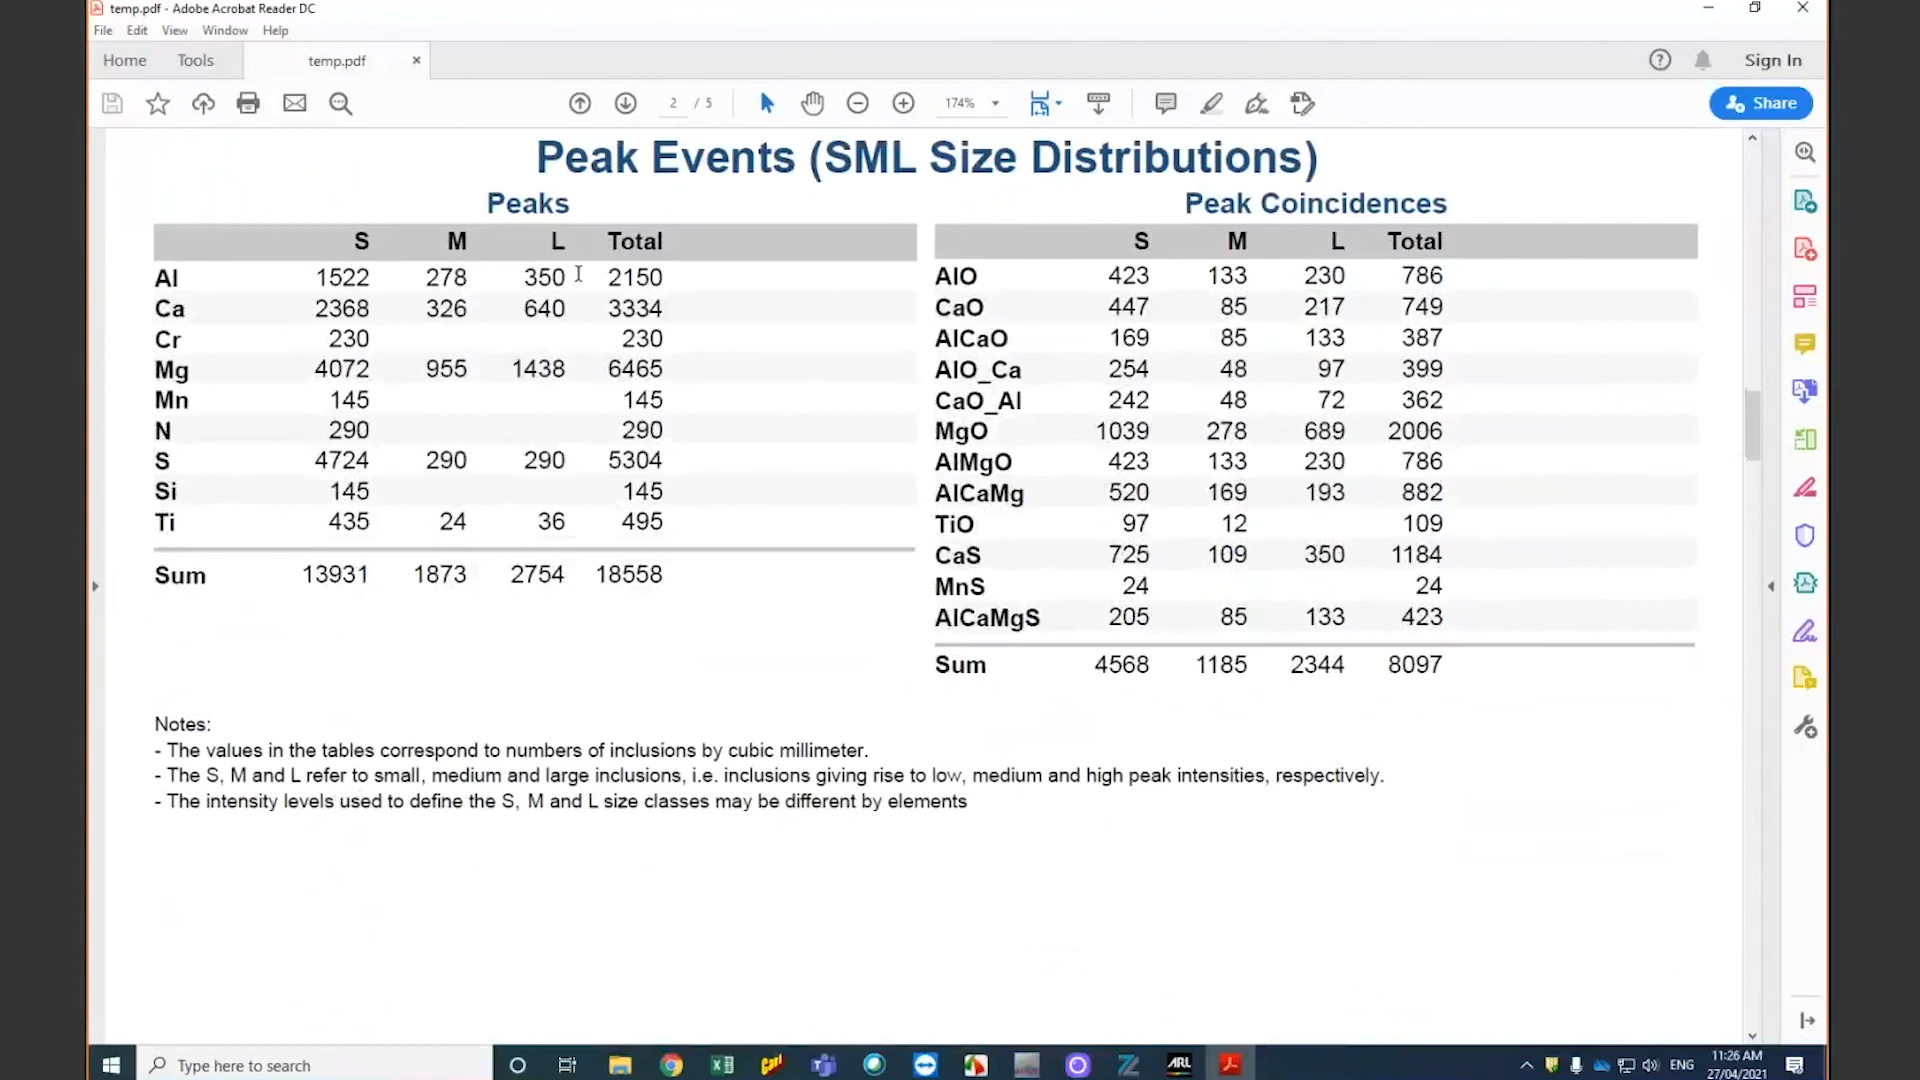 temp.pdf - Adobe Acrobat Reader DC
File Edit View Window Help
Home Tools temp.pdf Sign In
2 / 5 174% Share
Peak Events (SML Size Distributions)
Peaks
S M L Total
Al 1522 278 350 2150
Ca 2368 326 640 3334
Cr 230 230
Mg 4072 955 1438 6465
Mn 145 145
N 290 290
S 4724 290 290 5304
Si 145 145
Ti 435 24 36 495
Sum 13931 1873 2754 18558
Peak Coincidences
S M L Total
AlO 423 133 230 786
CaO 447 85 217 749
AlCaO 169 85 133 387
AlO_Ca 254 48 97 399
CaO_Al 242 48 72 362
MgO 1039 278 689 2006
AlMgO 423 133 230 786
AlCaMg 520 169 193 882
TiO 97 12 109
CaS 725 109 350 1184
MnS 24 24
AlCaMgS 205 85 133 423
Sum 4568 1185 2344 8097
Notes:
- The values in the tables correspond to numbers of inclusions by cubic millimeter.
- The S, M and L refer to small, medium and large inclusions, i.e. inclusions giving rise to low, medium and high peak intensities, respectively.
- The intensity levels used to define the S, M and L size classes may be different by elements
Type here to search
ARL
ENG
11:26 AM
27/04/2021